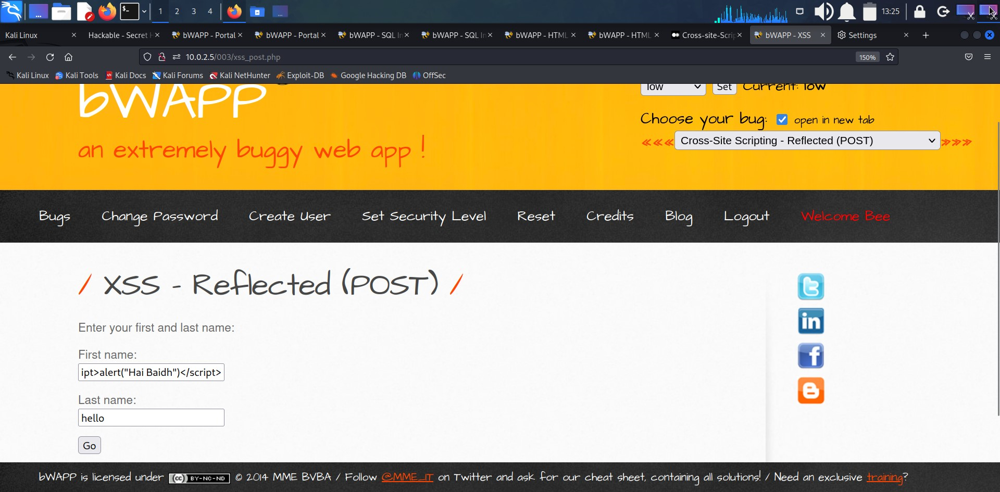 $_
1 2 3 4
13:25
Kali Linux
Hackable - Secret H
bWAPP - Portal
bWAPP - Portal
bWAPP - SQL In
bWAPP - SQL In
bWAPP - HTML
bWAPP - HTML
Cross-site-Scrip
bWAPP - XSS
Settings
10.0.2.5/003/xss_post.php
150%
Kali Linux Kali Tools Kali Docs Kali Forums Kali NetHunter Exploit-DB Google Hacking DB OffSec
bWAPP
an extremely buggy web app !
low Set Current: low
Choose your bug: open in new tab
Cross-Site Scripting - Reflected (POST)
Bugs Change Password Create User Set Security Level Reset Credits Blog Logout Welcome Bee
/ XSS - Reflected (POST) /
Enter your first and last name:
First name:
ipt>alert("Hai Baidh")</script>
Last name:
hello
Go
bWAPP is licensed under (cc) BY-NC-ND © 2014 MME BVBA / Follow @MME_IT on Twitter and ask for our cheat sheet, containing all solutions! / Need an exclusive training?